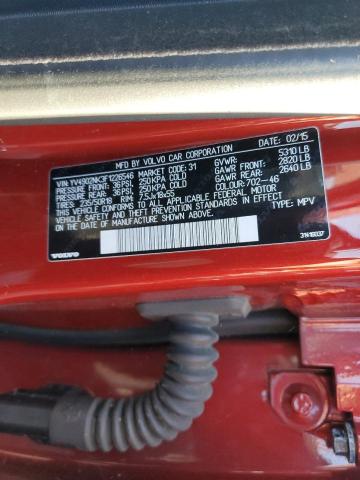 MFD BY VOLVO CAR CORPORATION DATE: 02/15
VIN: YV4902NK3F1226546 MARKET CODE: 31 GVWR: 5310 LB
PRESSURE FRONT: 36PSI, 250KPA COLD GAWR FRONT: 2820 LB
PRESSURE REAR: 36PSI, 250KPA COLD GAWR REAR: 2640 LB
TIRES: 235/50R18 RIM: 7.5Jx18x55 COLOUR: 702-46
THIS VEHICLE CONFORMS TO ALL APPLICABLE U.S. FEDERAL MOTOR
VEHICLE SAFETY AND THEFT PREVENTION STANDARDS IN EFFECT
ON THE DATE OF MANUFACTURE SHOWN ABOVE.
TYPE: MPV
VOLVO 31419037